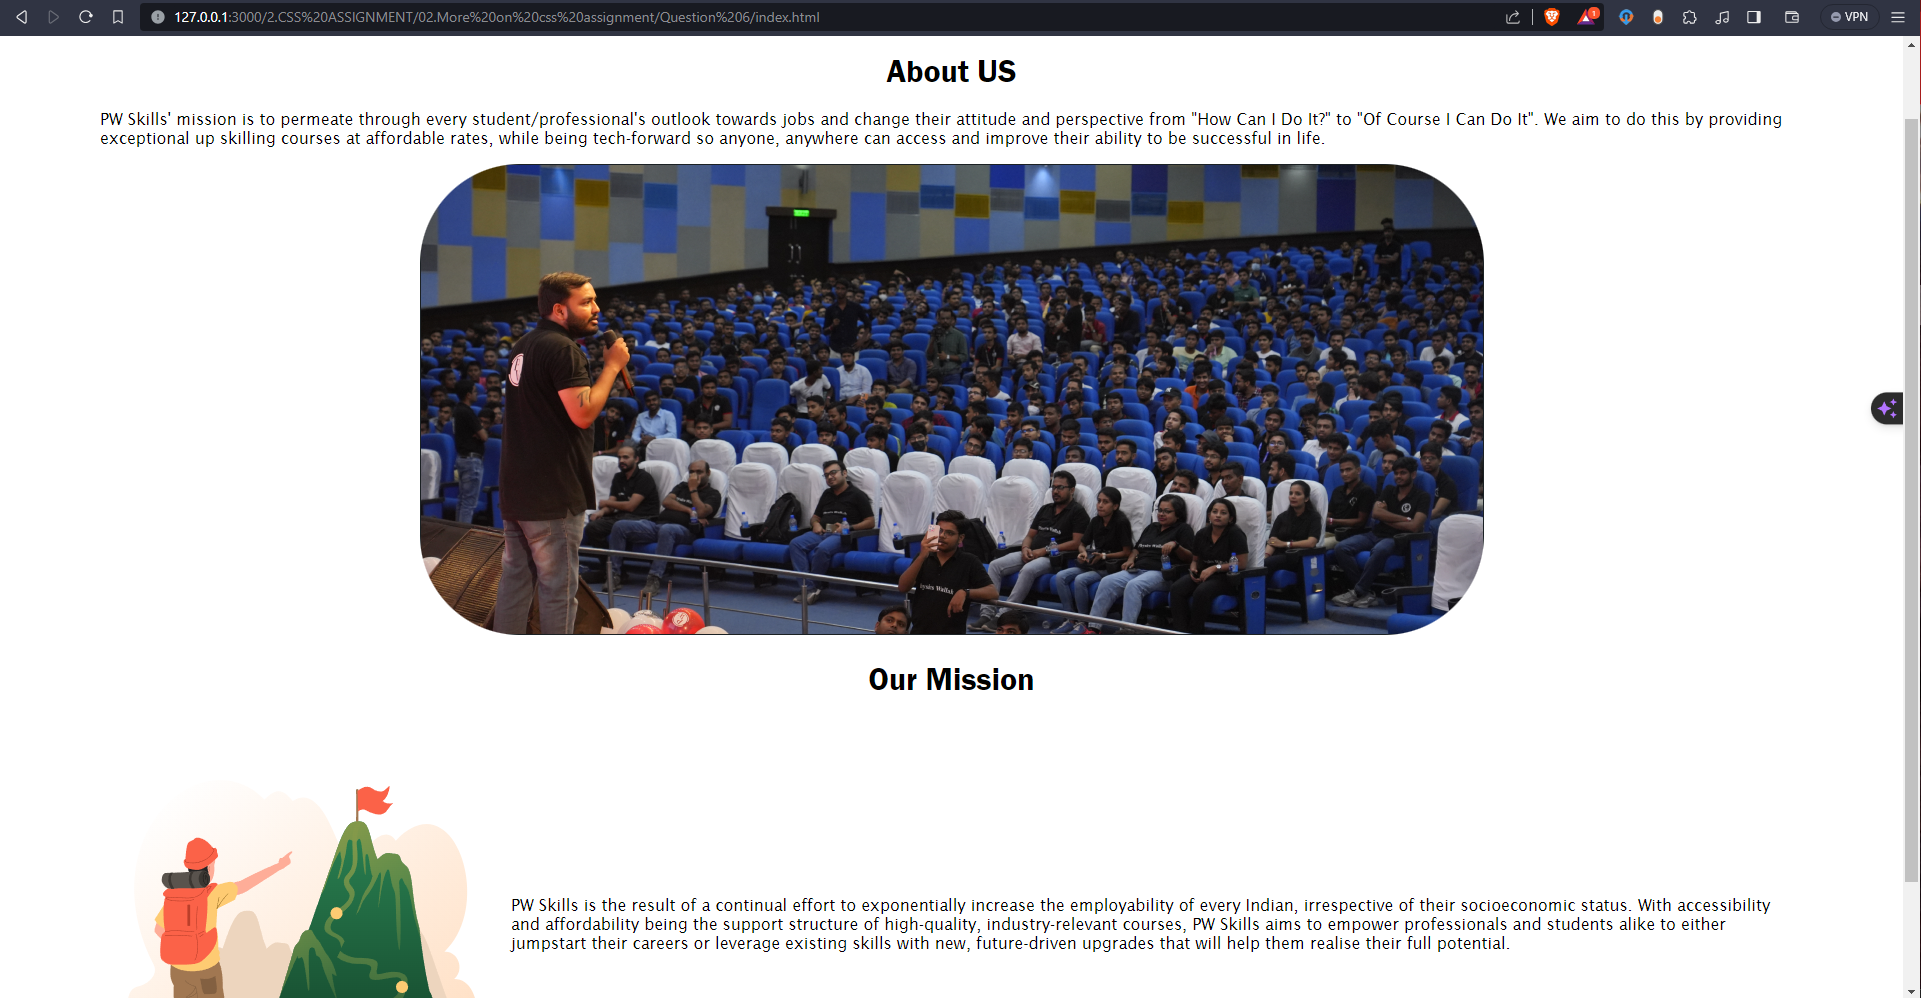 127.0.0.1:3000/2.CSS%20ASSIGNMENT/02.More%20on%20css%20assignment/Question%206/index.html
1
VPN
About US
PW Skills' mission is to permeate through every student/professional's outlook towards jobs and change their attitude and perspective from "How Can I Do It?" to "Of Course I Can Do It". We aim to do this by providing
exceptional up skilling courses at affordable rates, while being tech-forward so anyone, anywhere can access and improve their ability to be successful in life.
Wallah
Our Mission
PW Skills is the result of a continual effort to exponentially increase the employability of every Indian, irrespective of their socioeconomic status. With accessibility
and affordability being the support structure of high-quality, industry-relevant courses, PW Skills aims to empower professionals and students alike to either
jumpstart their careers or leverage existing skills with new, future-driven upgrades that will help them realise their full potential.